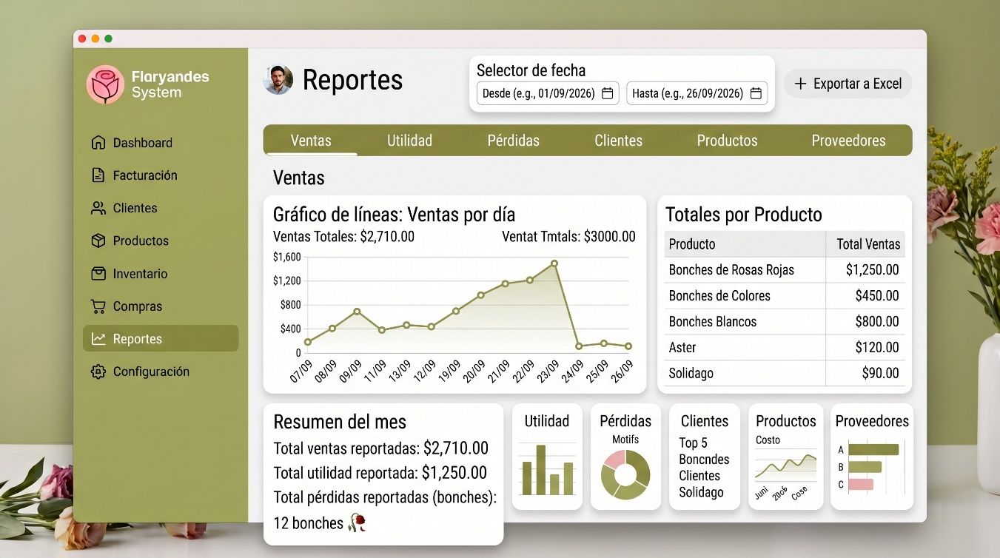 Floryandes
System
Dashboard
Facturación
Clientes
Productos
Inventario
Compras
Reportes
Configuración
Reportes
Selector de fecha
Desde (e.g., 01/09/2026)
Hasta (e.g., 26/09/2026)
+ Exportar a Excel
Ventas Utilidad Pérdidas Clientes Productos Proveedores
Ventas
Gráfico de líneas: Ventas por día
Ventas Totales: $2,710.00 Ventat Tmtals: $3000.00
$1,600
$1,200
$800
$400
0
07/09 08/09 09/09 11/09 13/09 12/09 19/09 20/09 21/09 22/09 23/09 24/09 25/09 26/09
Totales por Producto
Producto Total Ventas
Bonches de Rosas Rojas $1,250.00
Bonches de Colores $450.00
Bonches Blancos $800.00
Aster $120.00
Solidago $90.00
Resumen del mes
Total ventas reportadas: $2,710.00
Total utilidad reportada: $1,250.00
Total pérdidas reportadas (bonches):
12 bonches
Utilidad
Pérdidas
Motifs
Clientes
Top 5
Boncndes
Clientes
Solidago
Productos
Costo
Juni Cose
Proveedores
A
B
C